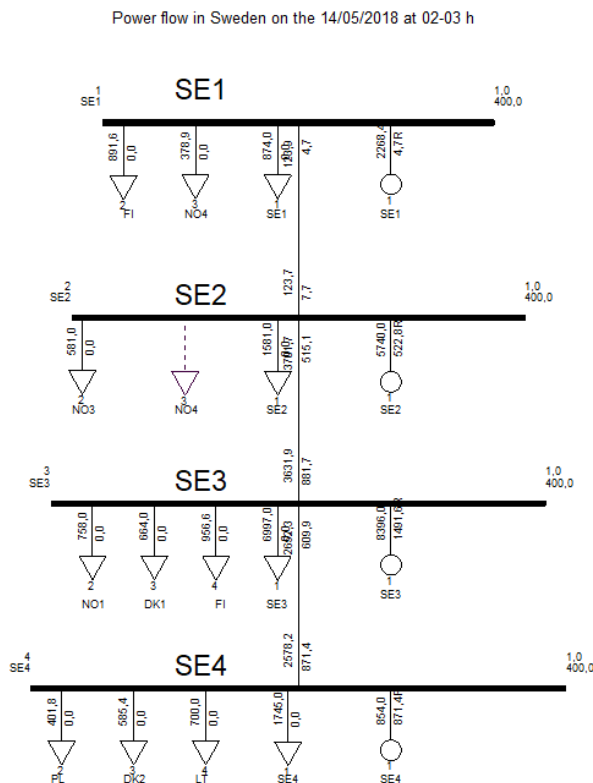 Power flow in Sweden on the 14/05/2018 at 02-03 h
1
SE1
SE1
1,0
400,0
891,6
0,0
378,9
0,0
874,0
4,7
2268,4
4,7R
2
FI
3
NO4
1
SE1
1
SE1
123,7
7,7
2
SE2
SE2
1,0
400,0
581,0
0,0
1581,0
515,1
5740,0
522,8R
2
NO3
3
NO4
1
SE2
1
SE2
3631,9
881,7
3
SE3
SE3
1,0
400,0
758,0
0,0
664,0
0,0
956,6
0,0
6997,0
609,9
8396,0
2
NO1
3
DK1
4
FI
1
SE3
1
SE3
2578,2
871,4
4
SE4
SE4
1,0
400,0
401,8
0,0
585,4
0,0
700,0
0,0
1745,0
0,0
854,0
871,4R
2
PL
3
DK2
4
LT
1
SE4
1
SE4